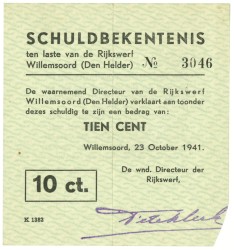 SCHULDBEKENTENIS
ten laste van de Rijkswerf
Willemsoord (Den Helder) № 3046
De waarnemend Directeur van de Rijkswerf
Willemsoord (Den Helder) verklaart aan toonder
dezes schuldig te zijn een bedrag van:
TIEN CENT
Willemsoord, 23 October 1941.
De wnd. Directeur der
Rijkswerf,
10 ct.
K 1383